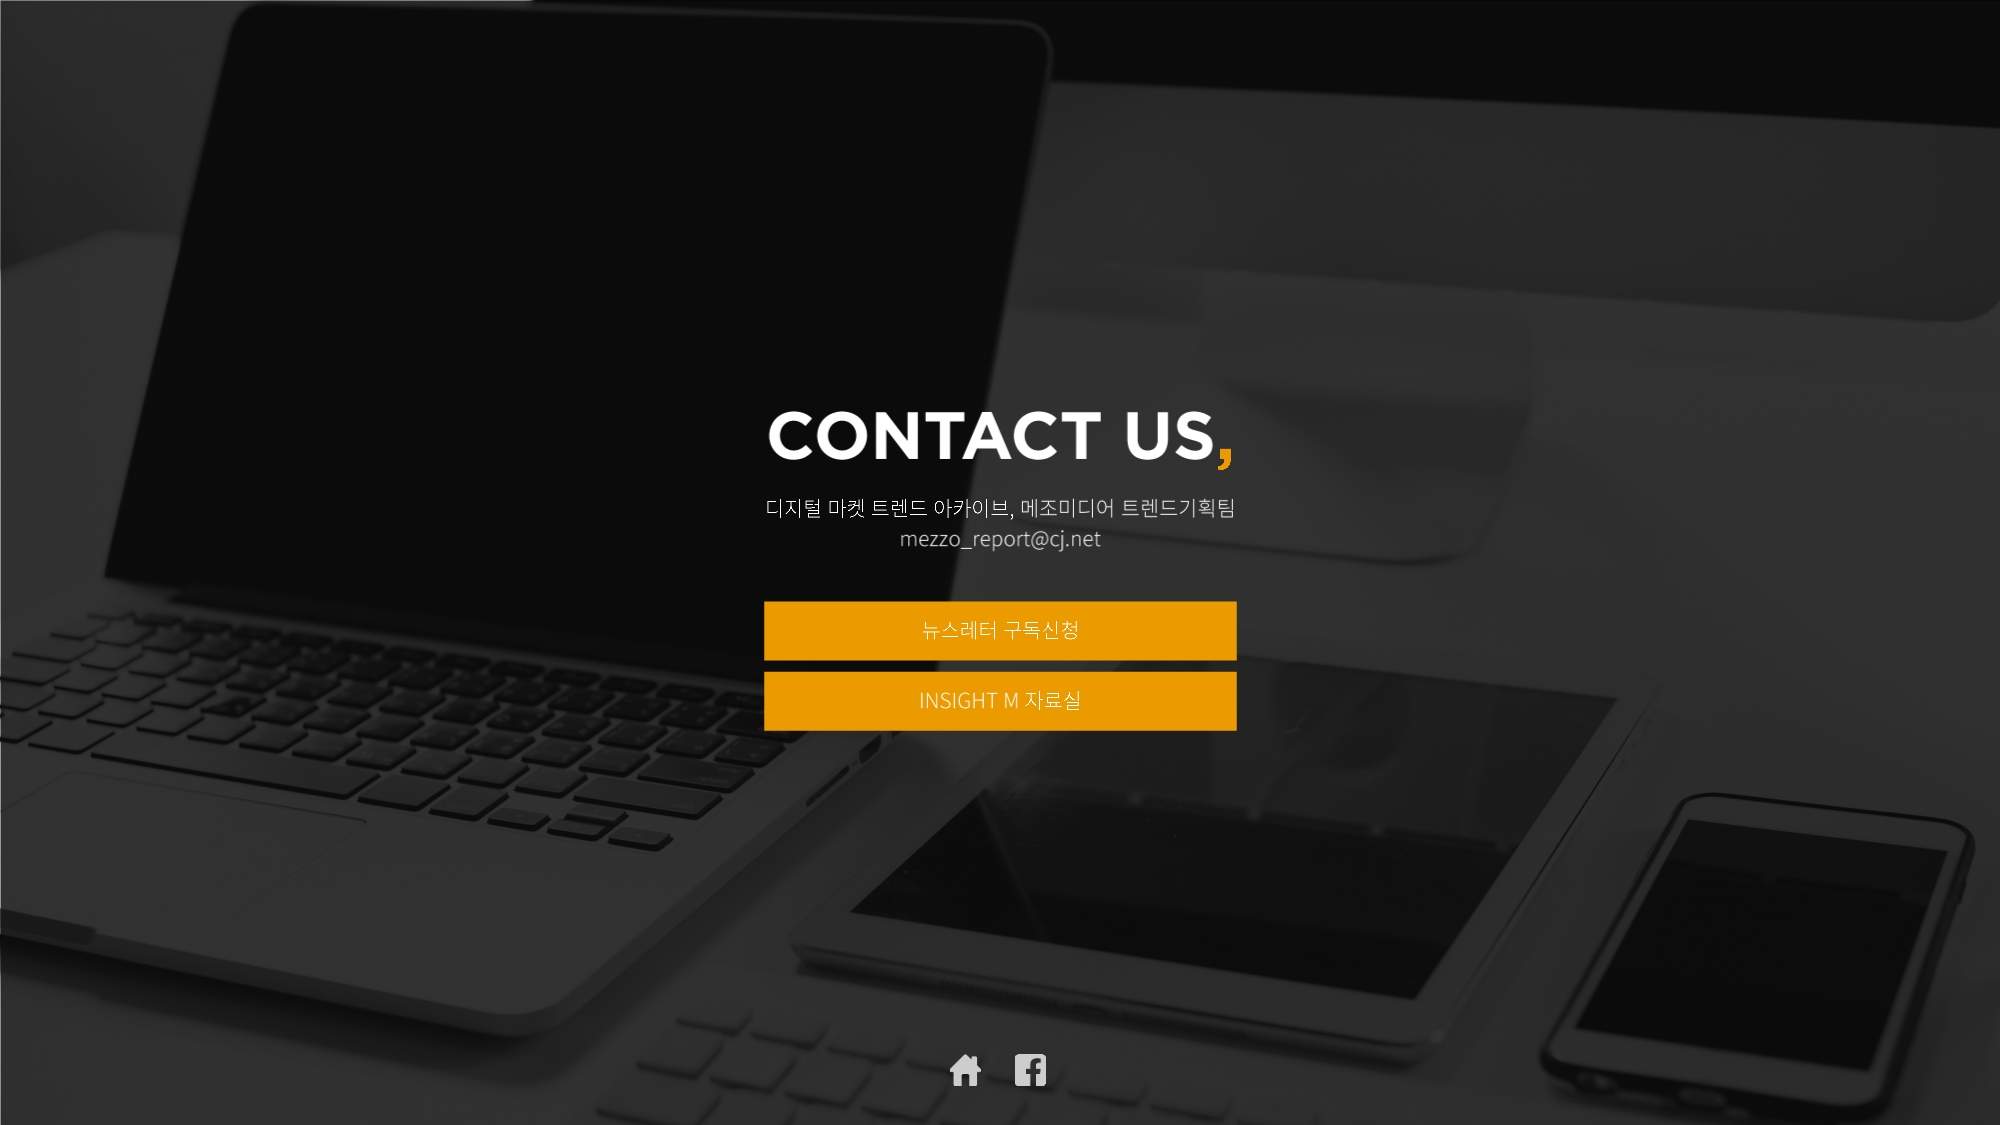 CONTACT US,
디지털 마켓 트렌드 아카이브, 메조미디어 트렌드기획팀
mezzo_report@cj.net
뉴스레터 구독신청
INSIGHT M 자료실